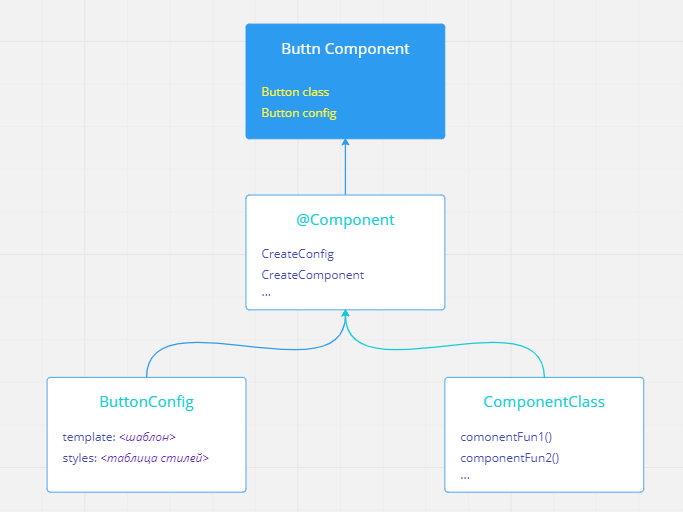 Buttn Component
Button class
Button config
@Component
CreateConfig
CreateComponent
...
ButtonConfig
template: <шаблон>
styles: <таблица стилей>
ComponentClass
comonentFun1()
componentFun2()
...